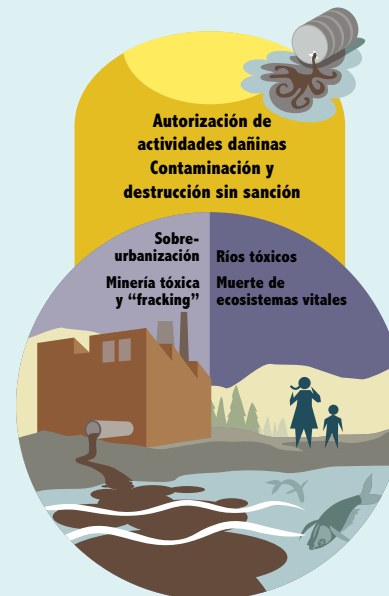 Autorización de
actividades dañinas
Contaminación y
destrucción sin sanción
Sobre-
urbanización
Minería tóxica
y “fracking”
Ríos tóxicos
Muerte de
ecosistemas vitales